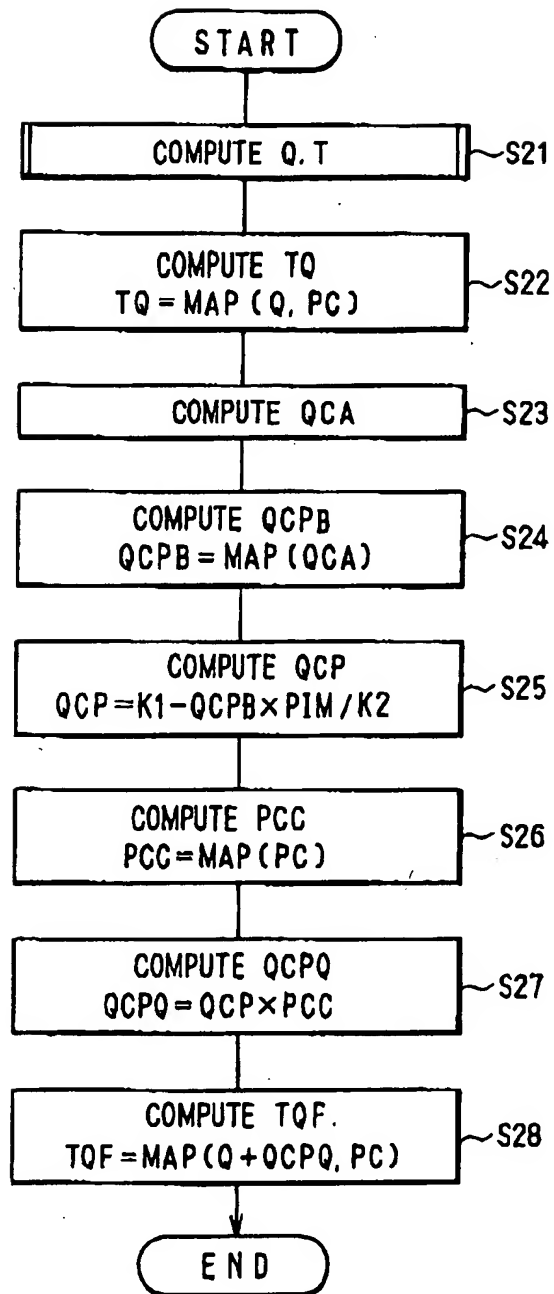 START
COMPUTE Q.T
S21
COMPUTE TQ
TQ=MAP(Q, PC)
S22
COMPUTE QCA
S23
COMPUTE QCPB
QCPB=MAP(QCA)
S24
COMPUTE QCP
QCP=K1-QCPB×PIM/K2
S25
COMPUTE PCC
PCC=MAP(PC)
S26
COMPUTE QCPQ
QCPQ=QCP×PCC
S27
COMPUTE TQF.
TQF=MAP(Q+QCPQ, PC)
S28
END